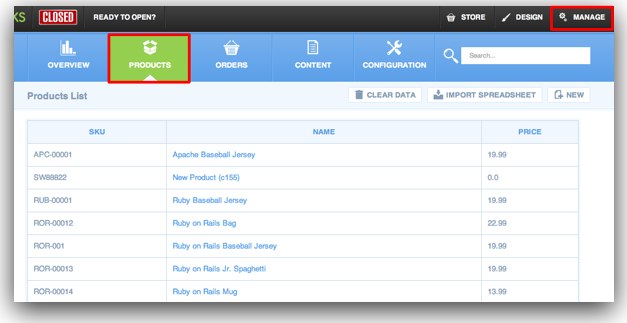 KS CLOSED READY TO OPEN? STORE DESIGN MANAGE
OVERVIEW PRODUCTS ORDERS CONTENT CONFIGURATION Search...
Products List CLEAR DATA IMPORT SPREADSHEET NEW
SKU NAME PRICE
APC-00001 Apache Baseball Jersey 19.99
SW88822 New Product (c155) 0.0
RUB-00001 Ruby Baseball Jersey 19.99
ROR-00012 Ruby on Rails Bag 22.99
ROR-001 Ruby on Rails Baseball Jersey 19.99
ROR-00013 Ruby on Rails Jr. Spaghetti 19.99
ROR-00014 Ruby on Rails Mug 13.99